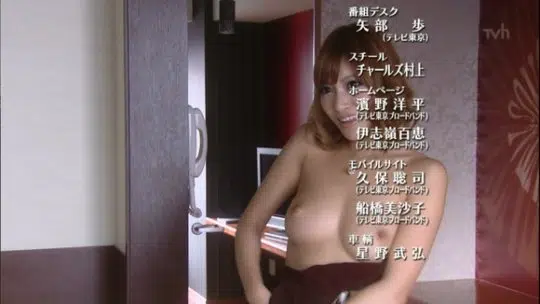 番組デスク
矢部 歩
(テレビ東京)
スチール
チャールズ村上
ホームページ
濱野洋平
(テレビ東京ブロードバンド)
伊志嶺百恵
(テレビ東京ブロードバンド)
モバイルサイト
久保聡司
(テレビ東京ブロードバンド)
船橋美沙子
(テレビ東京ブロードバンド)
車輌
星野武弘
TVh